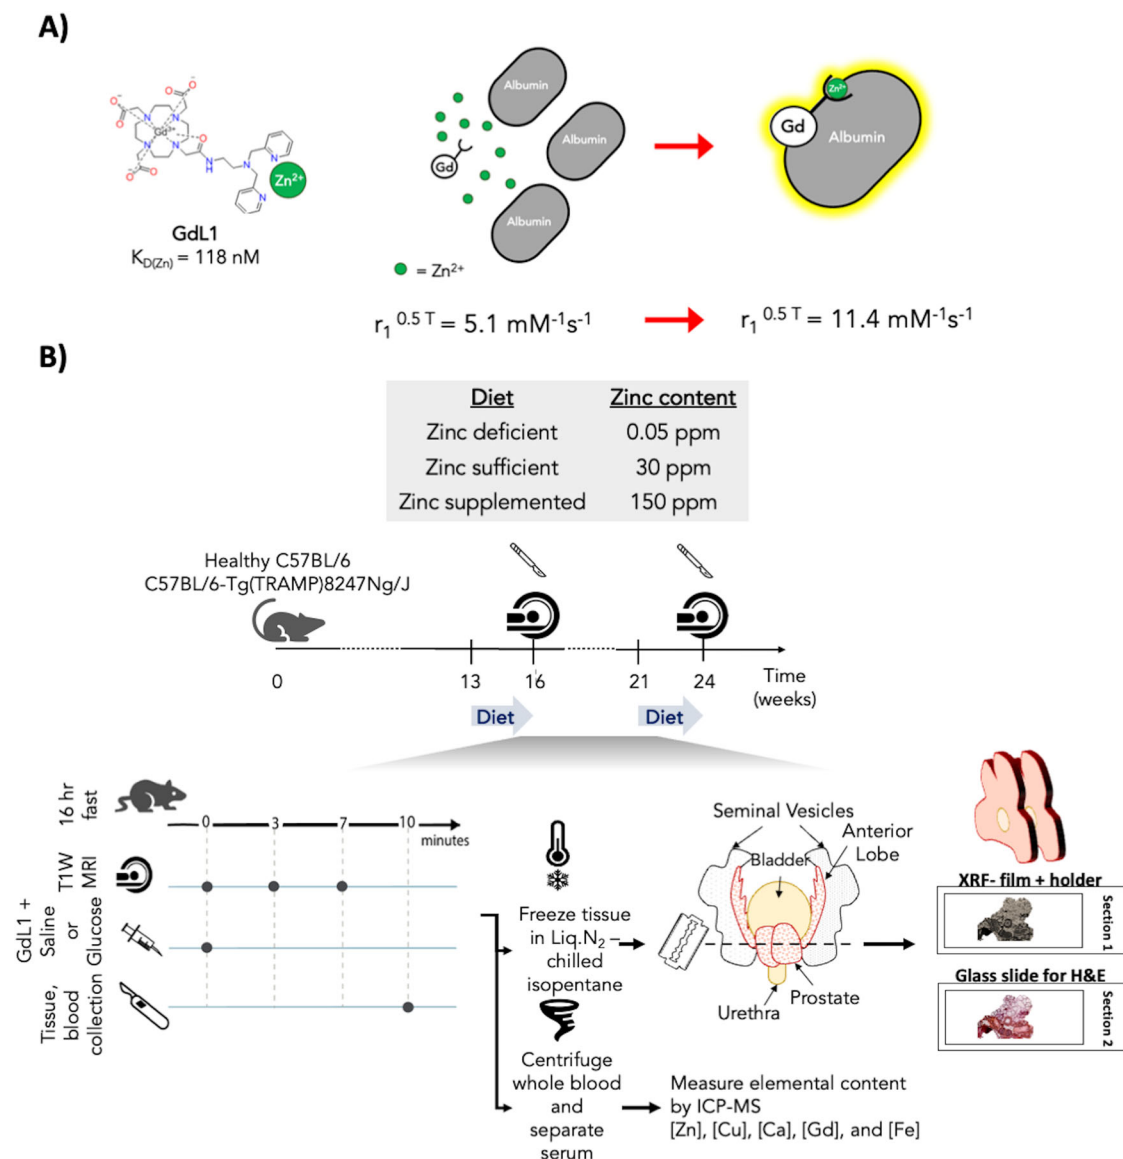 A)
O⁻
O
O
⁻O
N
N
N
N
Gd³⁺
O
O
O⁻
O
N
H
N
N
N
Zn²⁺
GdL1
K_D(Zn) = 118 nM
Albumin
Albumin
Albumin
Gd
= Zn²⁺
Zn²⁺
Gd
Albumin
r₁ ⁰·⁵ ᵀ = 5.1 mM⁻¹s⁻¹
r₁ ⁰·⁵ ᵀ = 11.4 mM⁻¹s⁻¹
B)
Diet Zinc content
Zinc deficient 0.05 ppm
Zinc sufficient 30 ppm
Zinc supplemented 150 ppm
Healthy C57BL/6
C57BL/6-Tg(TRAMP)8247Ng/J
0 13 16 21 24
Time
(weeks)
Diet
Diet
16 hr
fast
0 3 7 10
minutes
T1W
MRI
GdL1 +
Saline
or
Glucose
Tissue,
blood
collection
Freeze tissue
in Liq.N₂ –
chilled
isopentane
Centrifuge
whole blood
and
separate
serum
Seminal Vesicles
Bladder
Anterior
Lobe
Prostate
Urethra
XRF- film + holder
Section 1
Glass slide for H&E
Section 2
Measure elemental content
by ICP-MS
[Zn], [Cu], [Ca], [Gd], and [Fe]